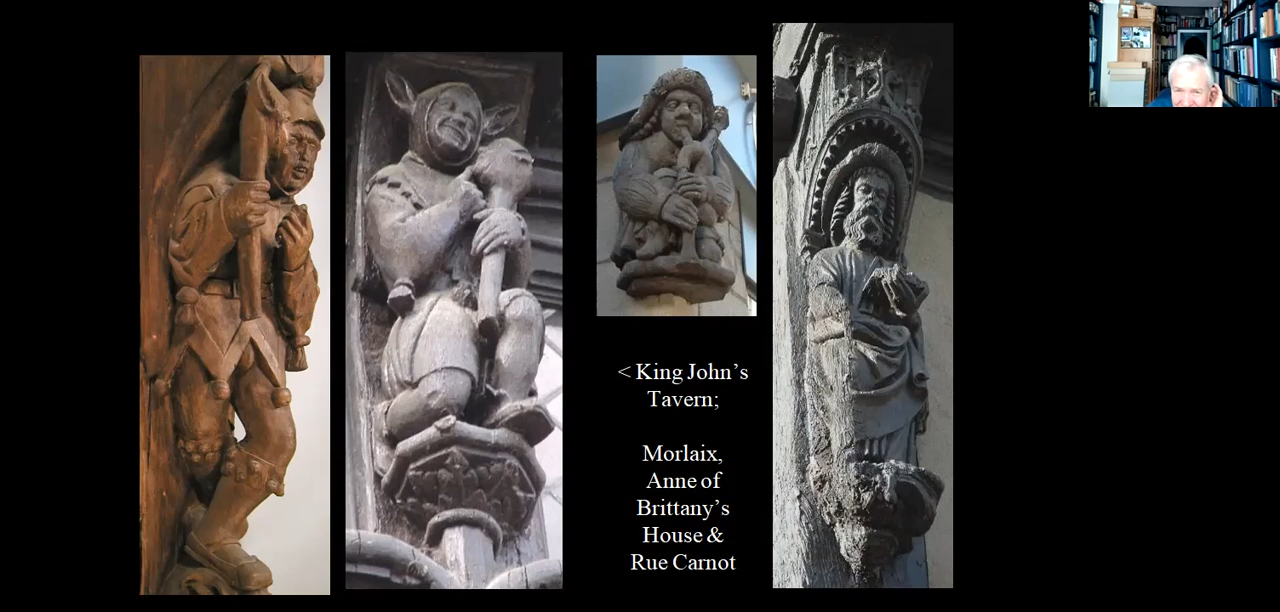 < King John’s
Tavern;
Morlaix,
Anne of
Brittany’s
House &
Rue Carnot